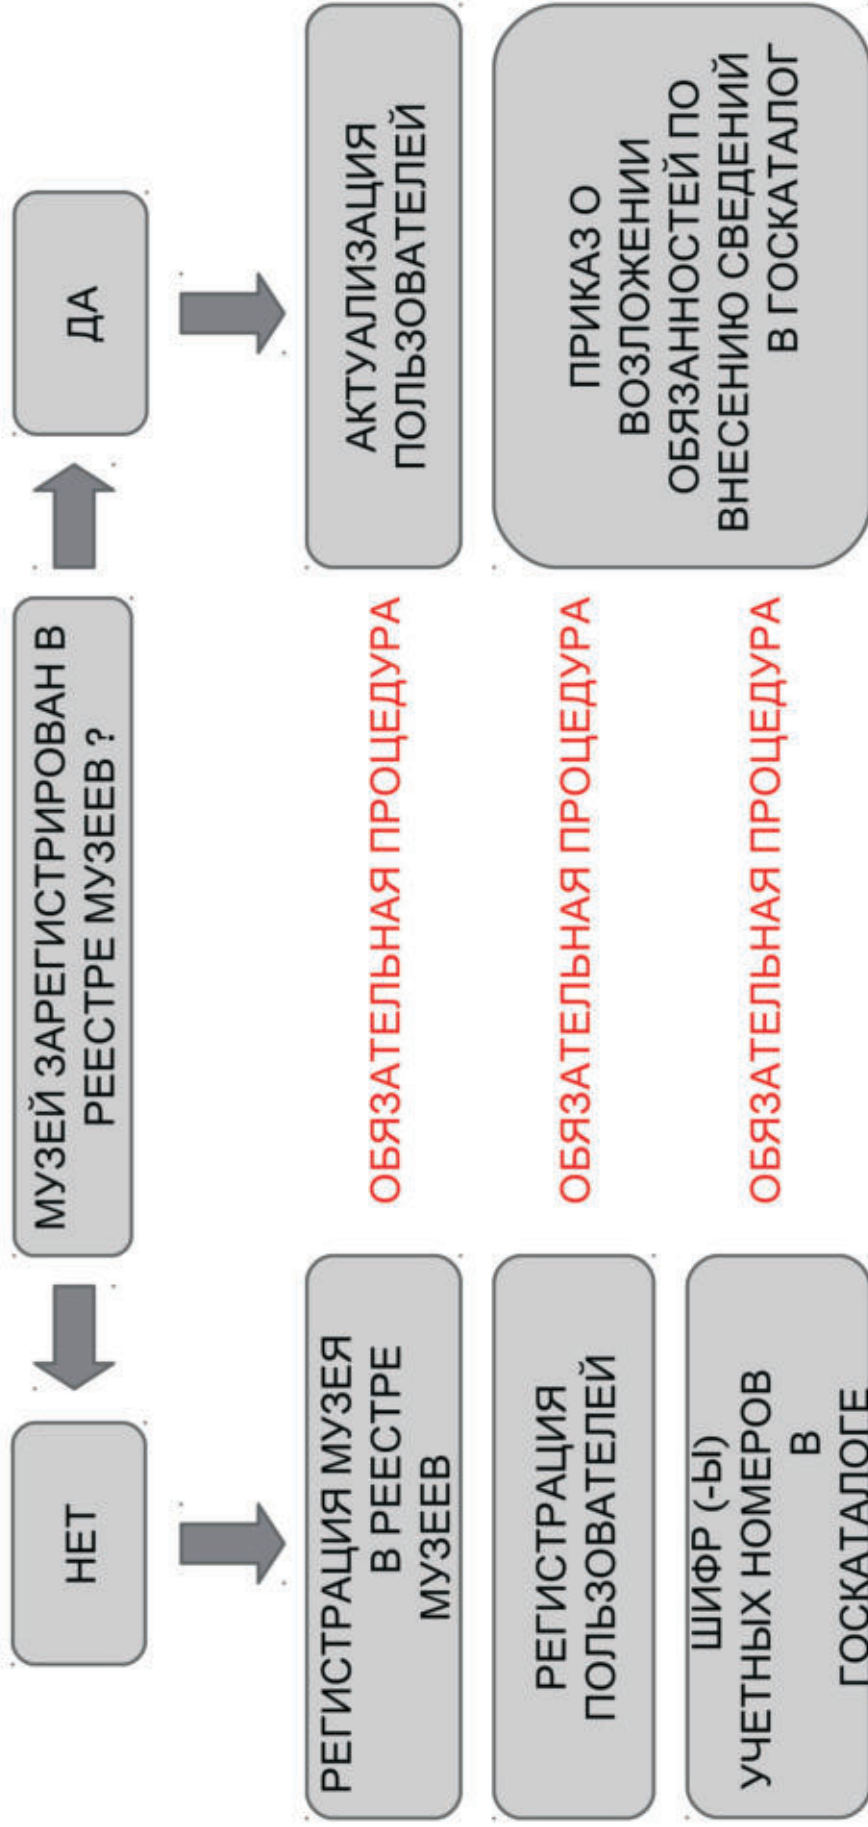 МУЗЕЙ ЗАРЕГИСТРИРОВАН В
РЕЕСТРЕ МУЗЕЕВ ?
НЕТ
ДА
РЕГИСТРАЦИЯ МУЗЕЯ
В РЕЕСТРЕ
МУЗЕЕВ
ОБЯЗАТЕЛЬНАЯ ПРОЦЕДУРА
АКТУАЛИЗАЦИЯ
ПОЛЬЗОВАТЕЛЕЙ
РЕГИСТРАЦИЯ
ПОЛЬЗОВАТЕЛЕЙ
ОБЯЗАТЕЛЬНАЯ ПРОЦЕДУРА
ПРИКАЗ О
ВОЗЛОЖЕНИИ
ОБЯЗАННОСТЕЙ ПО
ВНЕСЕНИЮ СВЕДЕНИЙ
В ГОСКАТАЛОГ
ШИФР (-Ы)
УЧЕТНЫХ НОМЕРОВ
В
ГОСКАТАЛОГЕ
ОБЯЗАТЕЛЬНАЯ ПРОЦЕДУРА